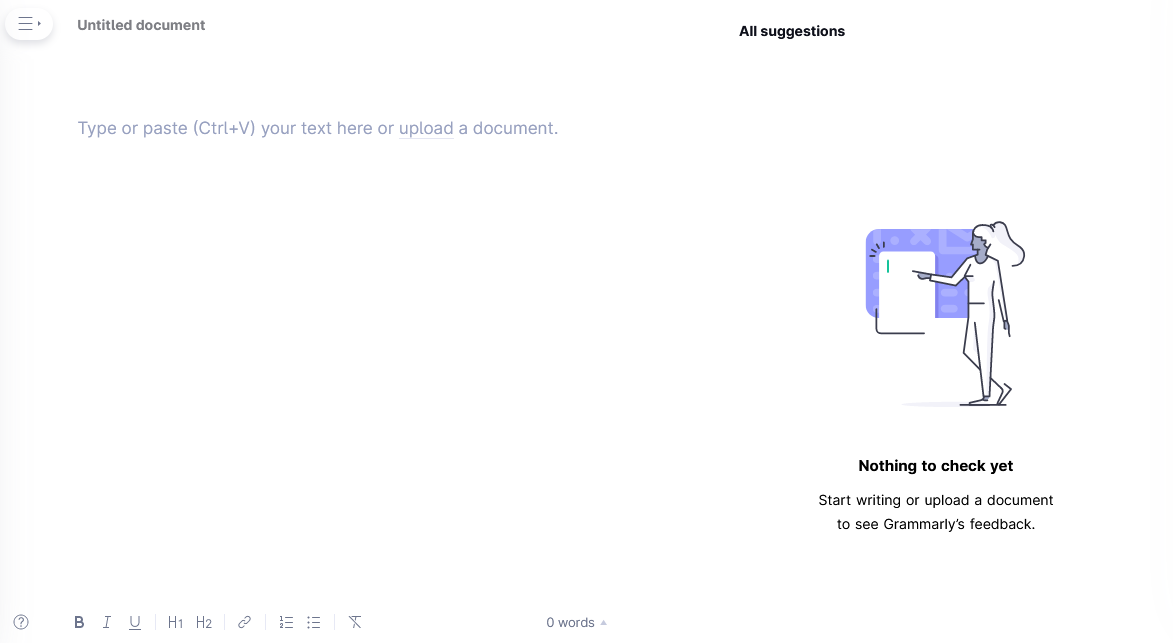 Untitled document
All suggestions
Type or paste (Ctrl+V) your text here or upload a document.
Nothing to check yet
Start writing or upload a document
to see Grammarly’s feedback.
B I U H1 H2 0 words